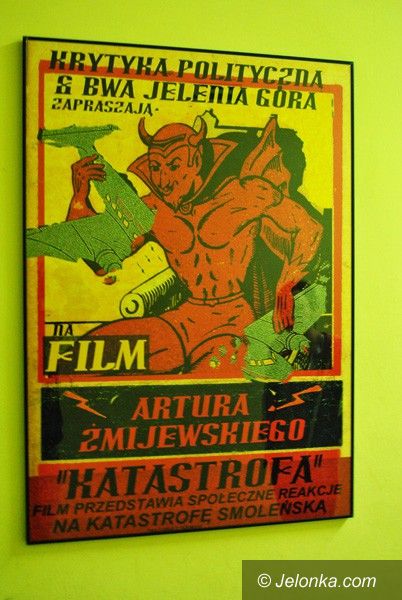 KRYTYKA POLITYCZNA
& BWA JELENIA GÓRA
ZAPRASZAJĄ
NA
FILM
ARTURA
ŻMIJEWSKIEGO
"KATASTROFA"
FILM PRZEDSTAWIA SPOŁECZNE REAKCJE
NA KATASTROFĘ SMOLEŃSKĄ
© Jelonka.com